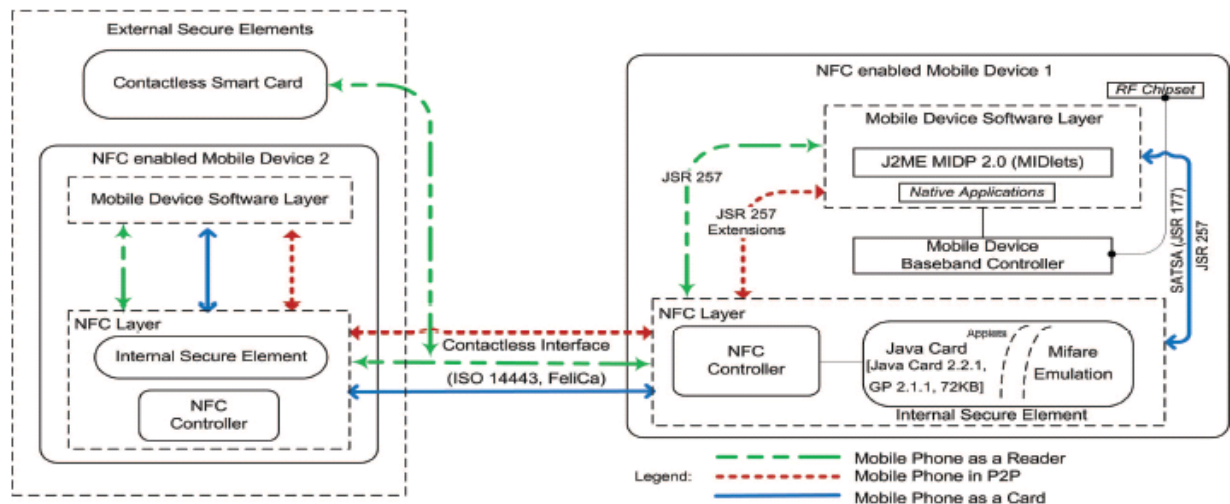 External Secure Elements
Contactless Smart Card
NFC enabled Mobile Device 2
Mobile Device Software Layer
NFC Layer
Internal Secure Element
NFC
Controller
Contactless Interface
(ISO 14443, FeliCa)
NFC enabled Mobile Device 1
RF Chipset
Mobile Device Software Layer
J2ME MIDP 2.0 (MIDlets)
Native Applications
JSR 257
JSR 257
Extensions
Mobile Device
Baseband Controller
SATSA (JSR 177)
JSR 257
NFC Layer
NFC
Controller
Applets
Java Card
[Java Card 2.2.1,
GP 2.1.1, 72KB]
Mifare
Emulation
Internal Secure Element
Legend:
Mobile Phone as a Reader
Mobile Phone in P2P
Mobile Phone as a Card